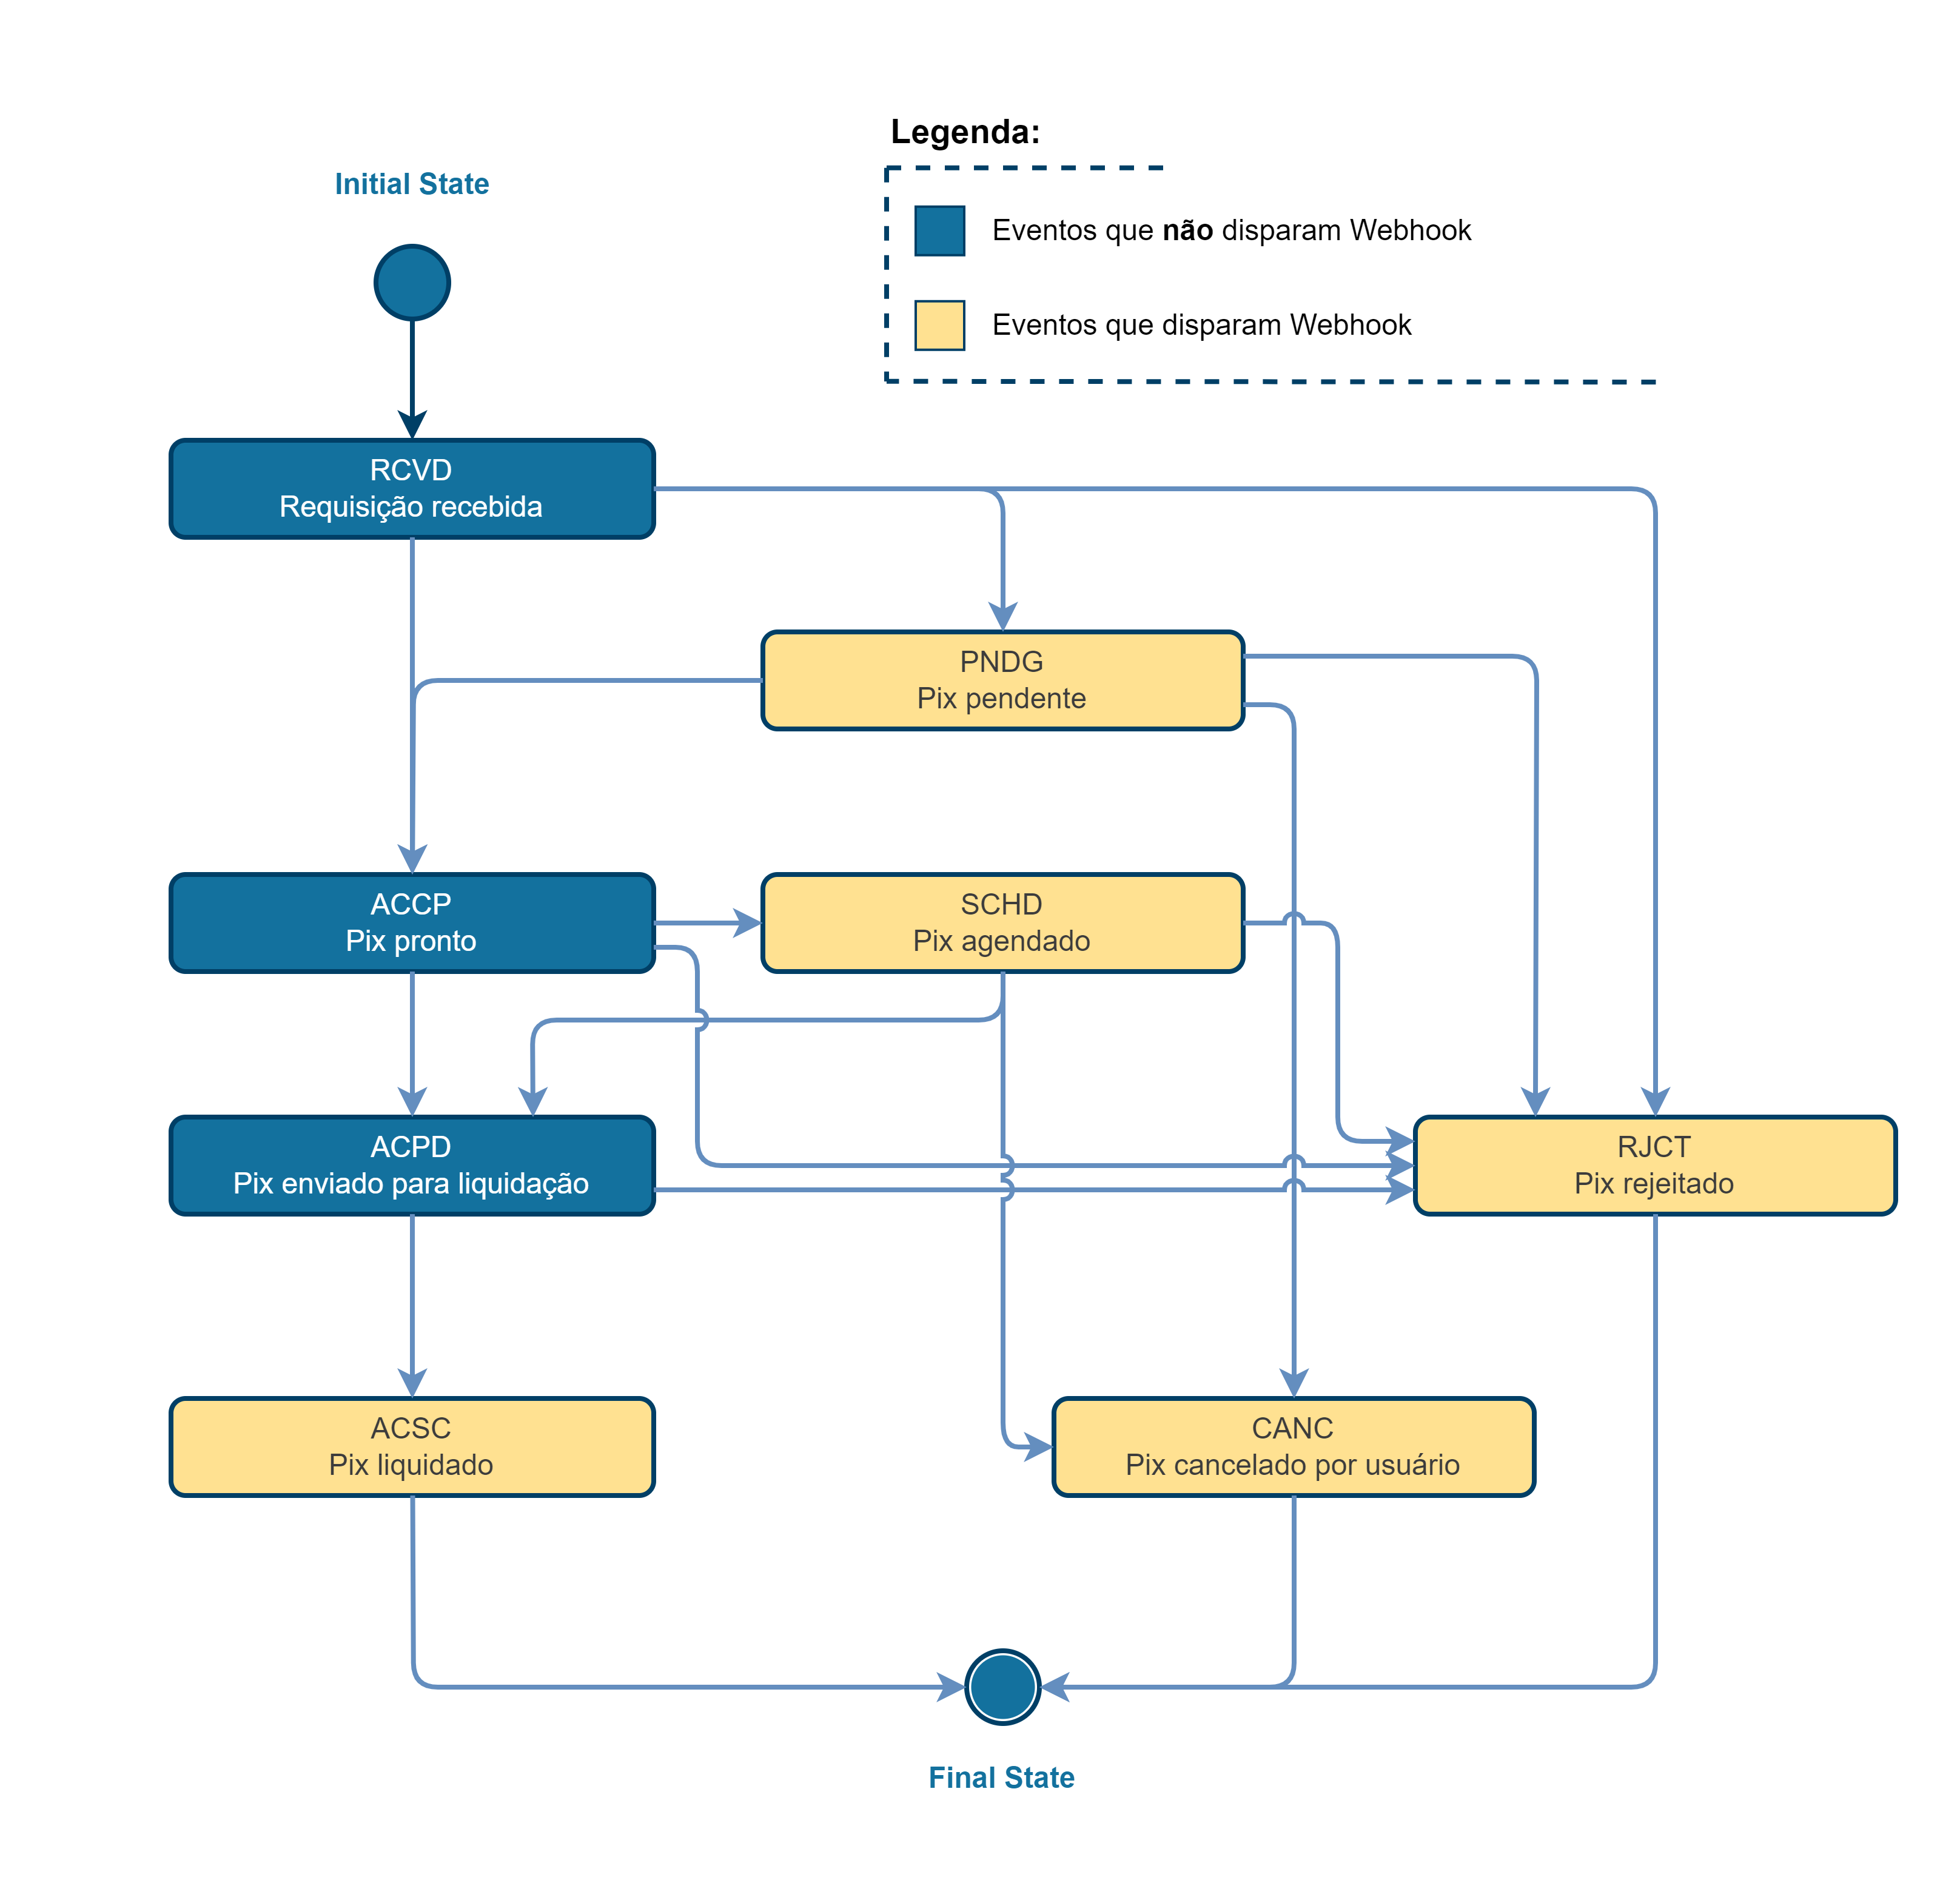 Legenda:
Initial State
Eventos que não disparam Webhook
Eventos que disparam Webhook
RCVD
Requisição recebida
PNDG
Pix pendente
ACCP
Pix pronto
SCHD
Pix agendado
ACPD
Pix enviado para liquidação
RJCT
Pix rejeitado
ACSC
Pix liquidado
CANC
Pix cancelado por usuário
Final State